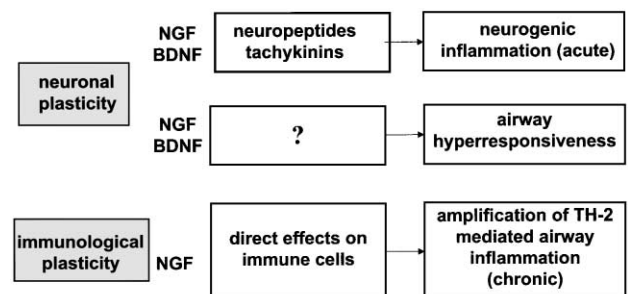 neuronal
plasticity
NGF
BDNF
neuropeptides
tachykinins
neurogenic
inflammation (acute)
NGF
BDNF
?
airway
hyperresponsiveness
immunological
plasticity
NGF
direct effects on
immune cells
amplification of TH-2
mediated airway
inflammation
(chronic)